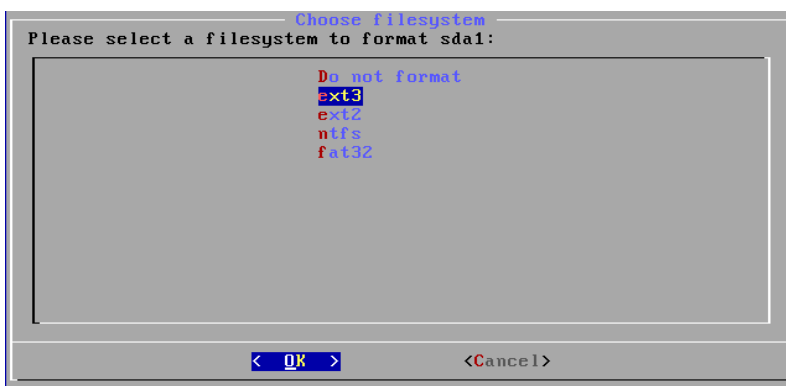 Choose filesystem
Please select a filesystem to format sda1:
Do not format
ext3
ext2
ntfs
fat32
< OK > <Cancel>